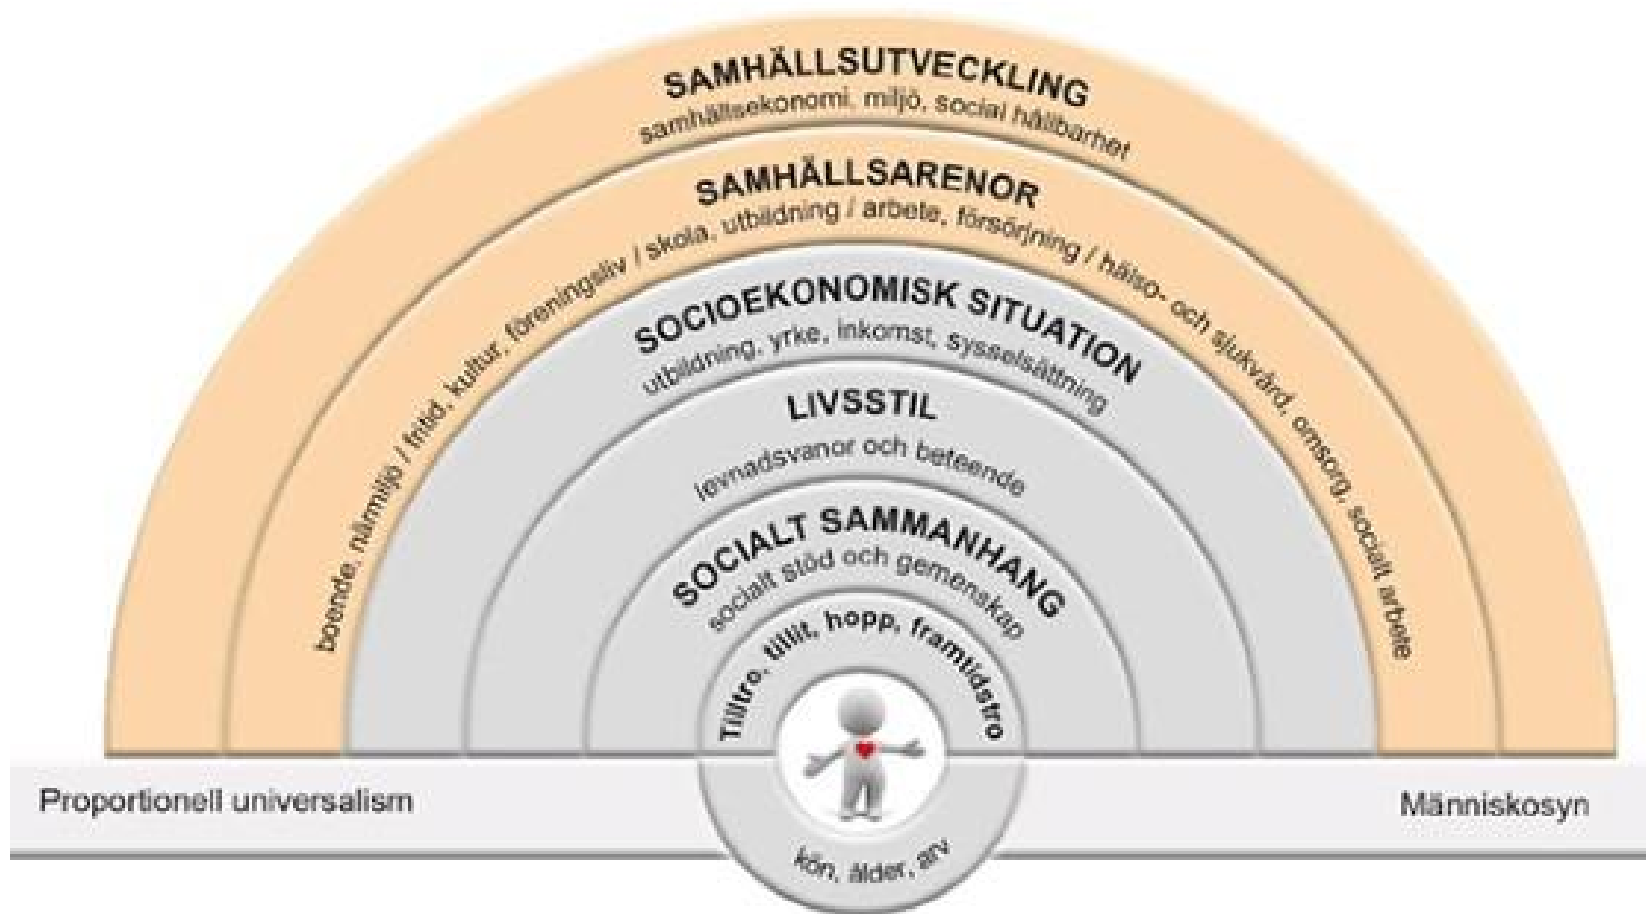 SAMHÄLLSUTVECKLING
samhällsekonomi, miljö, social hållbarhet
SAMHÄLLSARENOR
boende, närmiljö / fritid, kultur, föreningsliv / skola, utbildning / arbete, försörjning / hälso- och sjukvård, omsorg, socialt arbete
SOCIOEKONOMISK SITUATION
utbildning, yrke, inkomst, sysselsättning
LIVSSTIL
levnadsvanor och beteende
SOCIALT SAMMANHANG
socialt stöd och gemenskap
Tilltro, tillit, hopp, framtidstro
Proportionell universalism
Människosyn
kön, ålder, arv